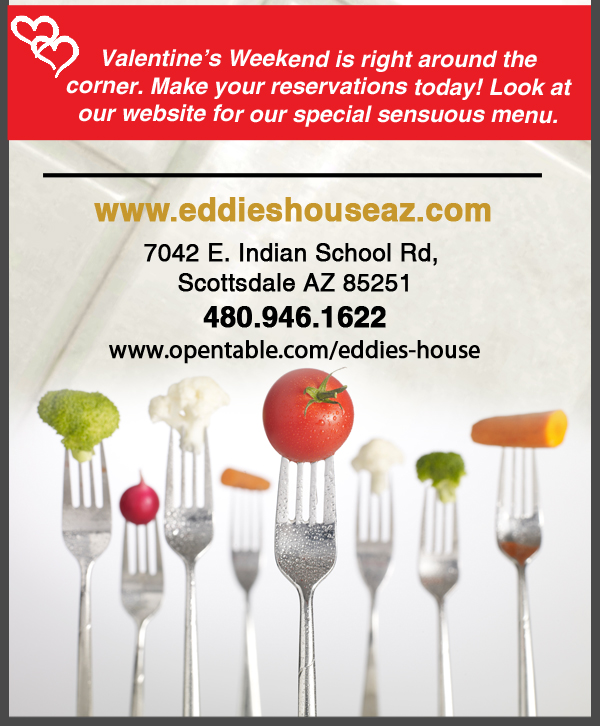 Valentine's Weekend is right around the
corner. Make your reservations today! Look at
our website for our special sensuous menu.
www.eddieshouseaz.com
7042 E. Indian School Rd,
Scottsdale AZ 85251
480.946.1622
www.opentable.com/eddies-house